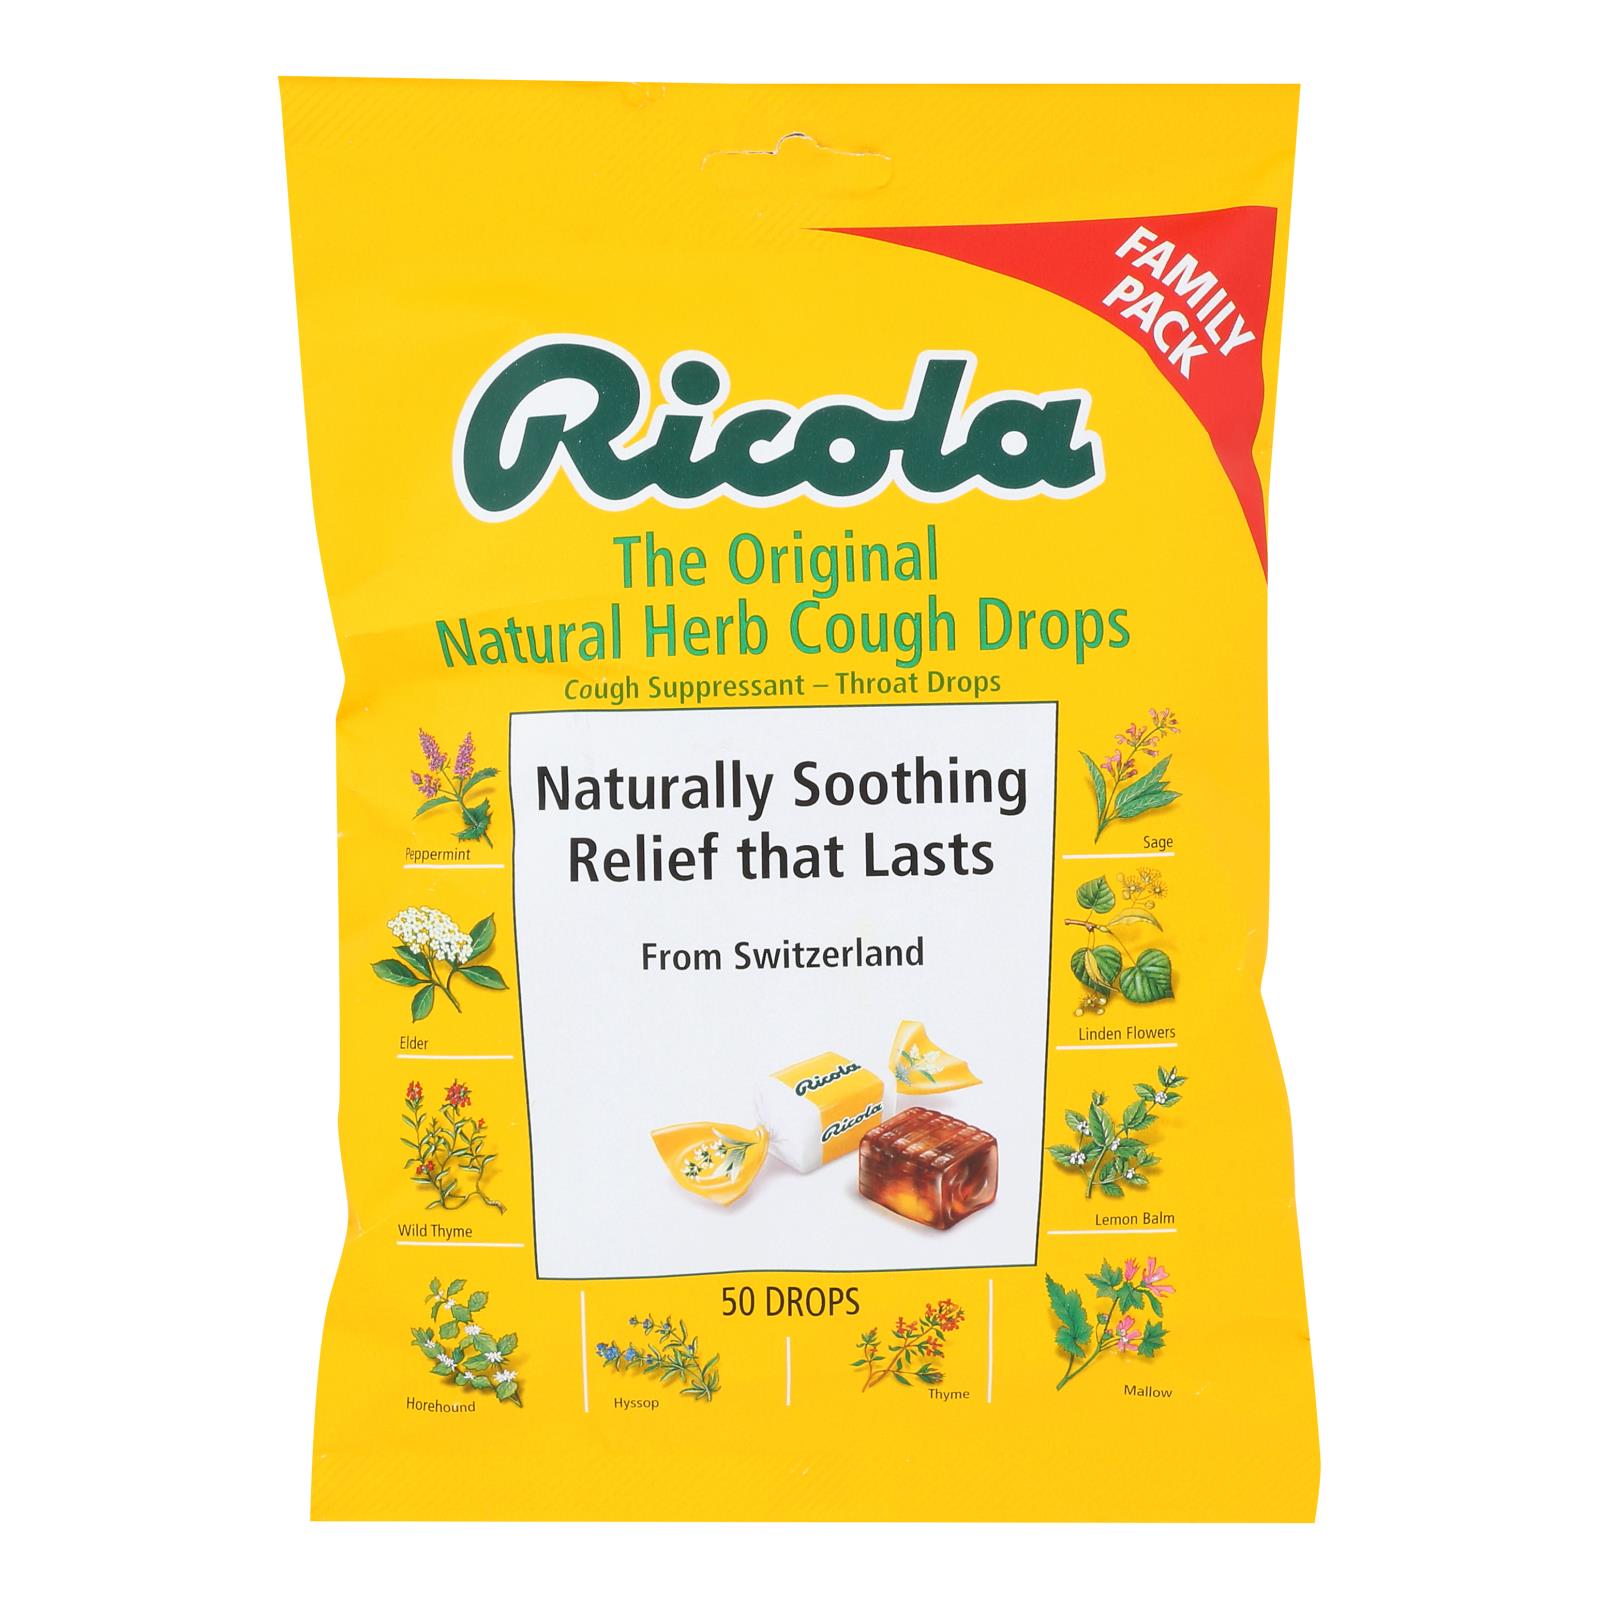 FAMILY
PACK
Ricola
The Original
Natural Herb Cough Drops
Cough Suppressant – Throat Drops
Naturally Soothing
Relief that Lasts
From Switzerland
Ricola
Ricola
Peppermint
Sage
Elder
Linden Flowers
Wild Thyme
Lemon Balm
50 DROPS
Horehound
Hyssop
Thyme
Mallow